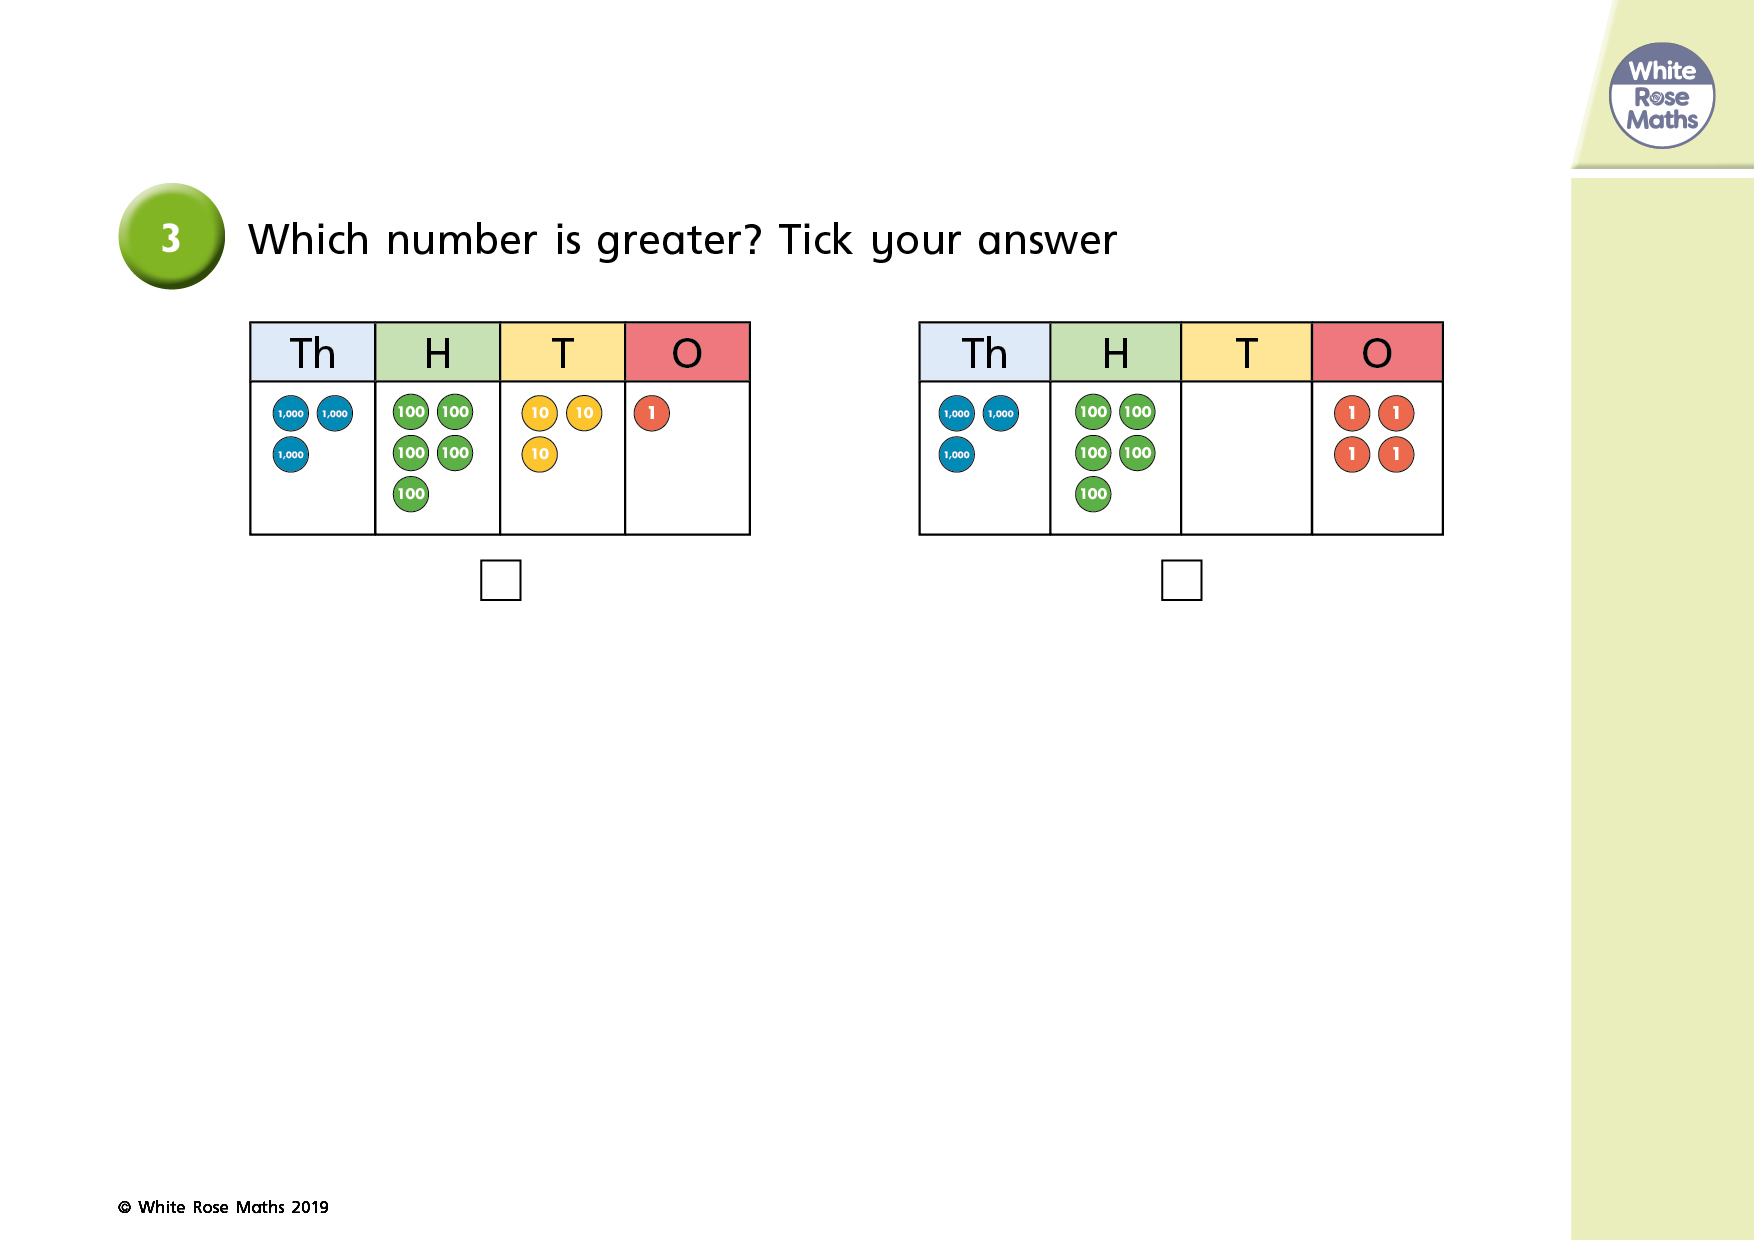 White
Rose
Maths
3 Which number is greater? Tick your answer
Th H T O
1,000 1,000 100 100 10 10 1
1,000 100 100 10
100
Th H T O
1,000 1,000 100 100 1 1
1,000 100 100 1 1
100
© White Rose Maths 2019